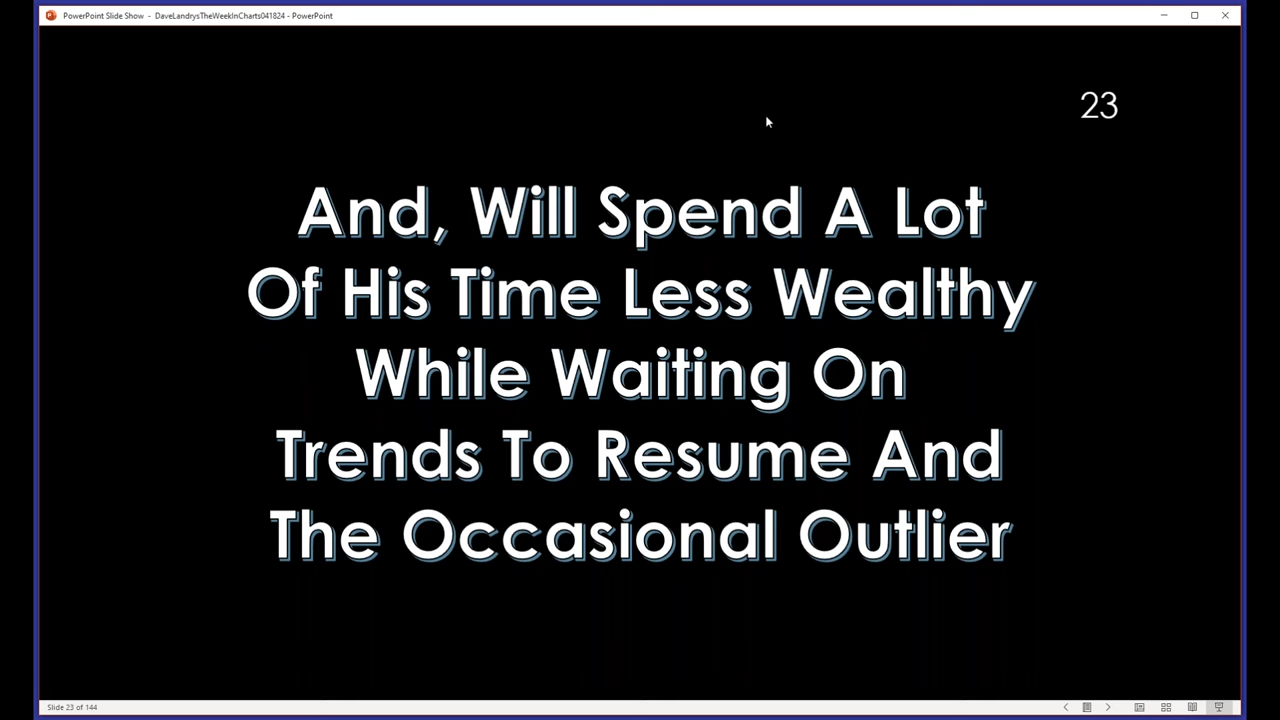 PowerPoint Slide Show - DaveLandrysTheWeekInCharts041824 - PowerPoint
23
And, Will Spend A Lot
Of His Time Less Wealthy
While Waiting On
Trends To Resume And
The Occasional Outlier
Slide 23 of 144